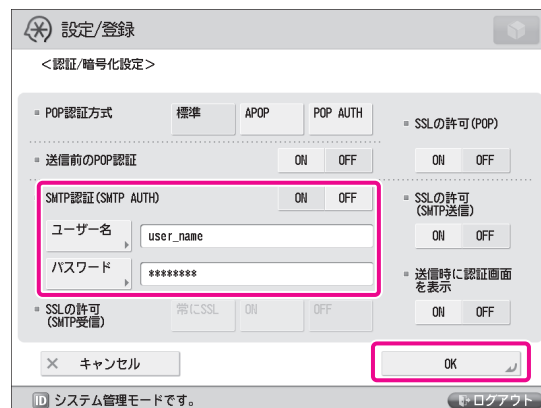 設定/登録
<認証/暗号化設定>
POP認証方式 標準 APOP POP AUTH
SSLの許可(POP)
送信前のPOP認証 ON OFF
ON OFF
SMTP認証(SMTP AUTH) ON OFF
SSLの許可
(SMTP送信)
ユーザー名 user_name
ON OFF
パスワード ********
送信時に認証画面
を表示
SSLの許可
(SMTP受信) 常にSSL ON OFF
ON OFF
× キャンセル
OK
ID システム管理モードです。
ログアウト